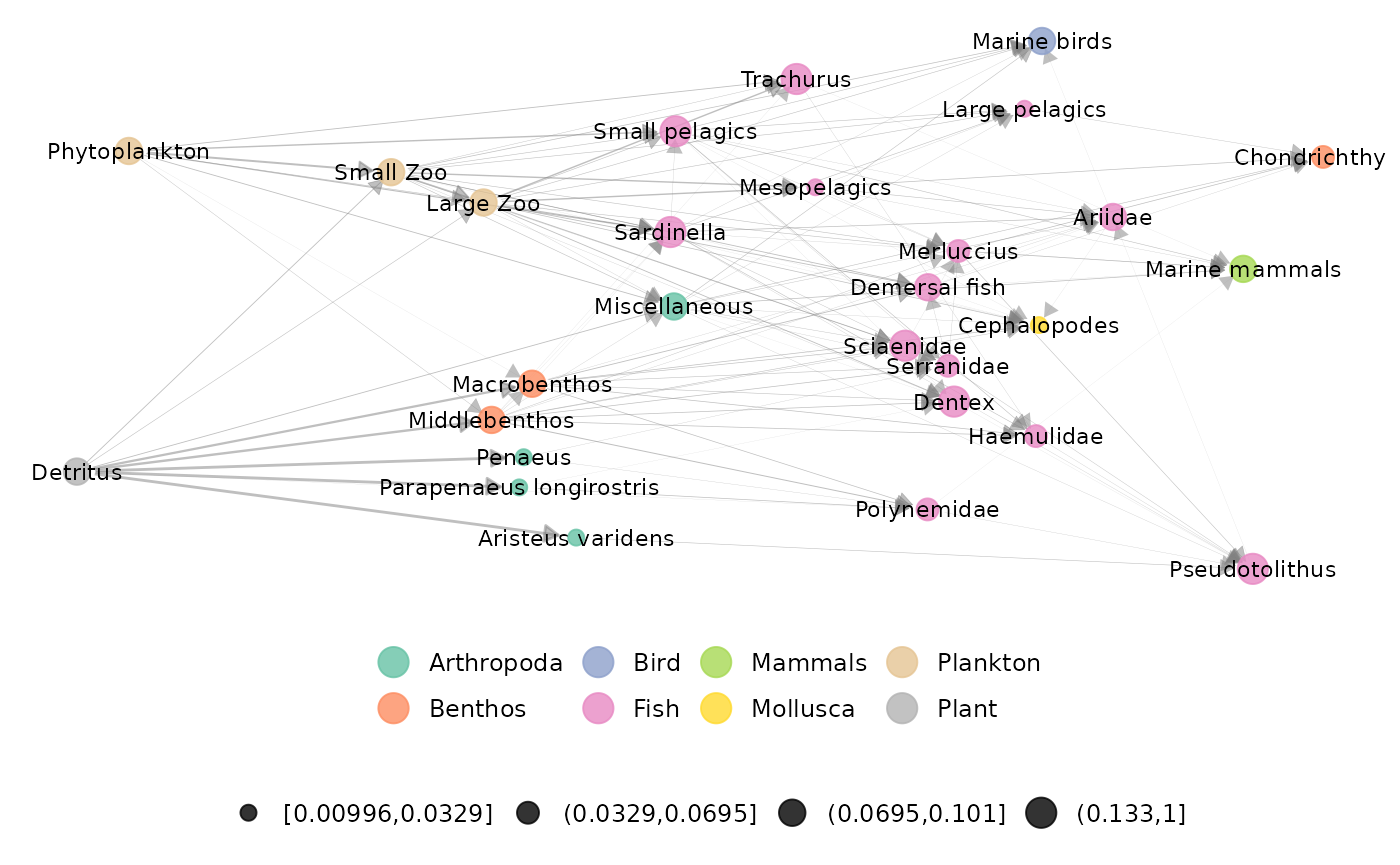 Marine birds
Trachurus
Large pelagics
Small pelagics
Phytoplankton
Chondrichthy
Small Zoo
Mesopelagics
Large Zoo
Ariidae
Sardinella
Merluccius
Marine mammals
Demersal fish
Miscellaneous
Cephalopodes
Sciaenidae
Serranidae
Macrobenthos
Dentex
Middlebenthos
Haemulidae
Penaeus
Detritus
Parapenaeus longirostris
Polynemidae
Aristeus varidens
Pseudotolithus
Arthropoda Bird Mammals Plankton
Benthos Fish Mollusca Plant
[0.00996,0.0329] (0.0329,0.0695] (0.0695,0.101] (0.133,1]